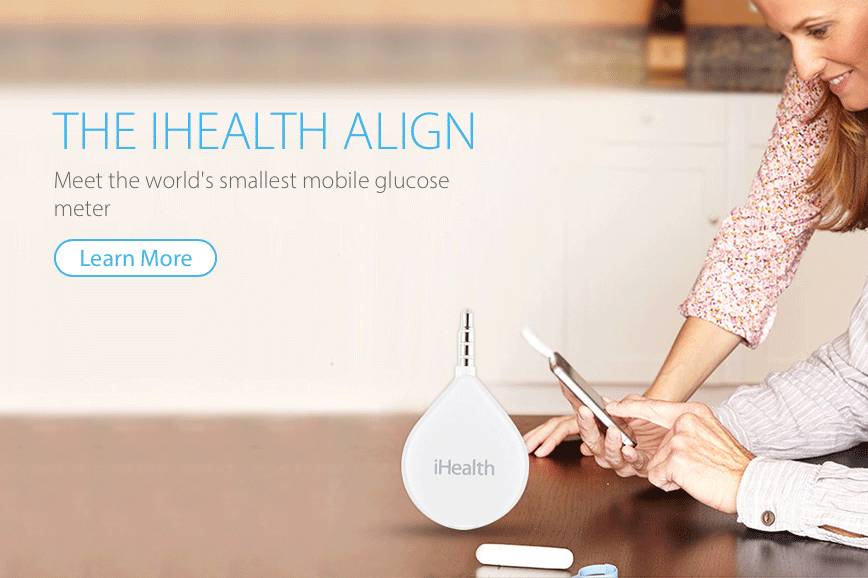 THE IHEALTH ALIGN
Meet the world's smallest mobile glucose
meter
Learn More
iHealth